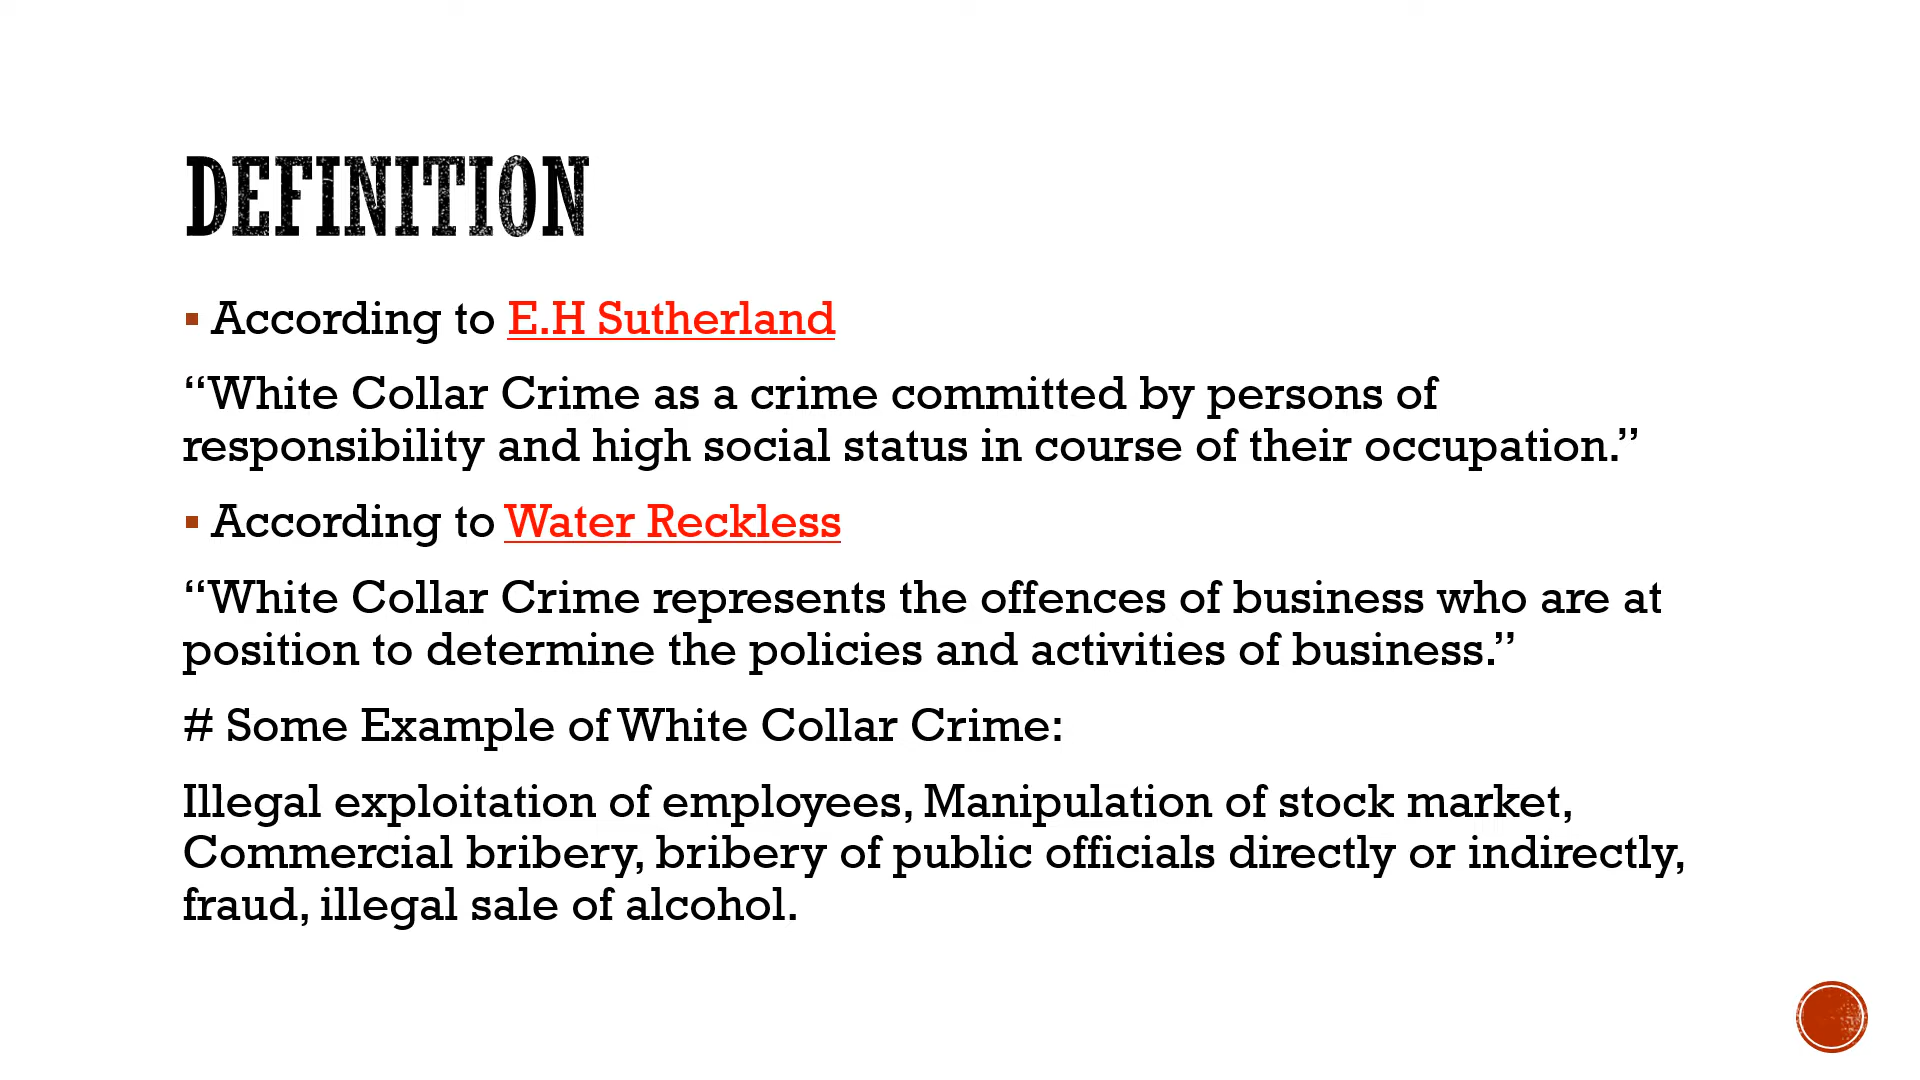 DEFINITION
▪ According to E.H Sutherland
“White Collar Crime as a crime committed by persons of
responsibility and high social status in course of their occupation.”
▪ According to Water Reckless
“White Collar Crime represents the offences of business who are at
position to determine the policies and activities of business.”
# Some Example of White Collar Crime:
Illegal exploitation of employees, Manipulation of stock market,
Commercial bribery, bribery of public officials directly or indirectly,
fraud, illegal sale of alcohol.